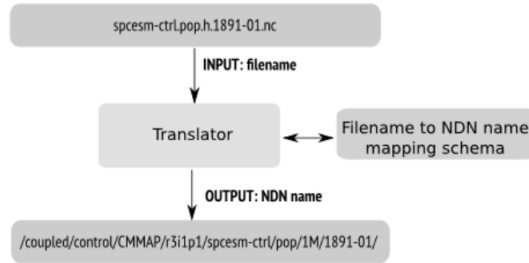 spcesm-ctrl.pop.h.1891-01.nc
INPUT: filename
Translator
Filename to NDN name
mapping schema
OUTPUT: NDN name
/coupled/control/CMMAP/r3i1p1/spcesm-ctrl/pop/1M/1891-01/